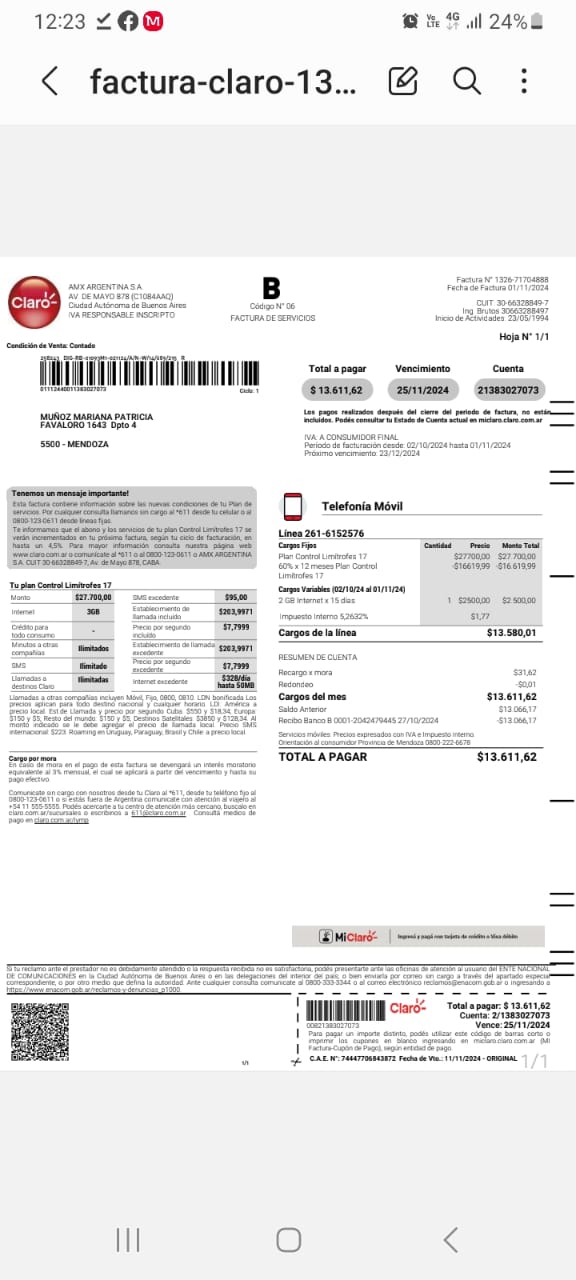 12:23
Vo LTE 4G 24%
factura-claro-13...
Claro
AMX ARGENTINA S.A.
AV. DE MAYO 878 (C1084AAQ)
Ciudad Autónoma de Buenos Aires
IVA RESPONSABLE INSCRIPTO
B
Código Nº 06
FACTURA DE SERVICIOS
Factura Nº 1326-71704888
Fecha de Factura 01/11/2024
CUIT. 30-66328849-7
Ing. Brutos 30663288497
Inicio de Actividades: 23/05/1994
Hoja Nº 1/1
Condición de Venta: Contado
01112440011383027073
Ciclo: 1
MUÑOZ MARIANA PATRICIA
FAVALORO 1643 Dpto 4
5500 - MENDOZA
Total a pagar Vencimiento Cuenta
$ 13.611,62 25/11/2024 21383027073
Los pagos realizados después del cierre del período de factura, no están
incluidos. Podés consultar tu Estado de Cuenta actual en miclaro.claro.com.ar
IVA: A CONSUMIDOR FINAL
Período de facturación desde: 02/10/2024 hasta 01/11/2024
Próximo vencimiento: 23/12/2024
Tenemos un mensaje importante!
Esta factura contiene información sobre las nuevas condiciones de tu Plan de
servicios. Por cualquier consulta llamanos sin cargo al *611 desde tu celular o al
0800-123-0611 desde líneas fijas.
Te informamos que el abono y los servicios de tu plan Control Limítrofes 17 se
verán incrementados en tu próxima factura, según tu ciclo de facturación, en
hasta un 4,5%. Para mayor información consulta nuestra página web
www.claro.com.ar o comunicate al *611 o al 0800-123-0611 o AMX ARGENTINA
S.A. CUIT 30-66328849-7, Av. de Mayo 878, CABA.
Tu plan Control Limítrofes 17
Monto $27.700,00 SMS excedente $95,00
Internet 3GB Establecimiento de llamada incluido $203,9971
Crédito para todo consumo - Precio por segundo incluido $7,7999
Minutos a otras compañías Ilimitados Establecimiento de llamada excedente $203,9971
SMS Ilimitado Precio por segundo excedente $7,7999
Llamadas a destinos Claro Ilimitadas Internet excedente $328/día hasta 50MB
Llamadas a otras compañías incluyen Móvil, Fijo, 0800, 0810. LDN bonificada. Los
precios aplican para todo destino nacional y cualquier horario. LDI: América a
precio local. Est de Llamada y precio por segundo Cuba: $550 y $18,34, Europa:
$150 y $5, Resto del mundo: $150 y $5, Destinos Satelitales: $3850 y $128,34. Al
monto indicado se le debe agregar el precio de llamada local. Precio SMS
internacional: $223. Roaming en Uruguay, Paraguay, Brasil y Chile a precio local.
Cargo por mora
En caso de mora en el pago de esta factura se devengará un interés moratorio
equivalente al 3% mensual, el cual se aplicará a partir del vencimiento y hasta su
pago efectivo.
Comunicate sin cargo con nosotros desde tu Claro al *611, desde tu teléfono fijo al
0800-123-0611 o si estás fuera de Argentina comunicate con atención al viajero al
+54 11 555-5555. Podés acercarte a tu centro de atención más cercano, buscalo en
claro.com.ar/sucursales o escribinos a 611@claro.com.ar Consulta medios de
pago en claro.com.ar/vmp
Telefonía Móvil
Línea 261-6152576
Cargos Fijos Cantidad Precio Monto Total
Plan Control Limítrofes 17 $27700,00 $27.700,00
60% x 12 meses Plan Control -$16619,99 -$16.619,99
Limítrofes 17
Cargos Variables (02/10/24 al 01/11/24)
2 GB Internet x 15 días 1 $2500,00 $2.500,00
Impuesto Interno 5,2632% $1,77
Cargos de la línea $13.580,01
RESUMEN DE CUENTA
Recargo x mora $31,62
Redondeo -$0,01
Cargos del mes $13.611,62
Saldo Anterior $13.066,17
Recibo Banco B 0001-2042479445 27/10/2024 -$13.066,17
Servicios móviles: Precios expresados con IVA e Impuesto Interno.
Orientación al consumidor Provincia de Mendoza 0800-222-6678
TOTAL A PAGAR $13.611,62
MiClaro Ingresá y pagá con tarjeta de crédito o Visa débito
Si tu reclamo ante el prestador no es debidamente atendido o la respuesta recibida no es satisfactoria, podés presentarte ante las oficinas de atención al usuario del ENTE NACIONAL
DE COMUNICACIONES en la Ciudad Autónoma de Buenos Aires o en las delegaciones del interior del país; o bien enviarla por correo sin cargo a través del apartado especial
correspondiente, o por otro medio que defina la autoridad. Ante cualquier consulta comunicate al 0800-333-3344 o al correo electrónico reclamos@enacom.gob.ar o ingresando a
https://www.enacom.gob.ar/reclamos-y-denuncias_p1000.
00821383027073
Claro
Total a pagar: $ 13.611,62
Cuenta: 2/1383027073
Vence: 25/11/2024
Para pagar un importe distinto, podés utilizar este código de barras corto o
imprimir los cupones en blanco ingresando en miclaro.claro.com.ar (Mi
Factura-Cupón de Pago), según entidad de pago.
1/1
C.A.E. N°: 74447706843872 Fecha de Vto.: 11/11/2024 - ORIGINAL
1/1